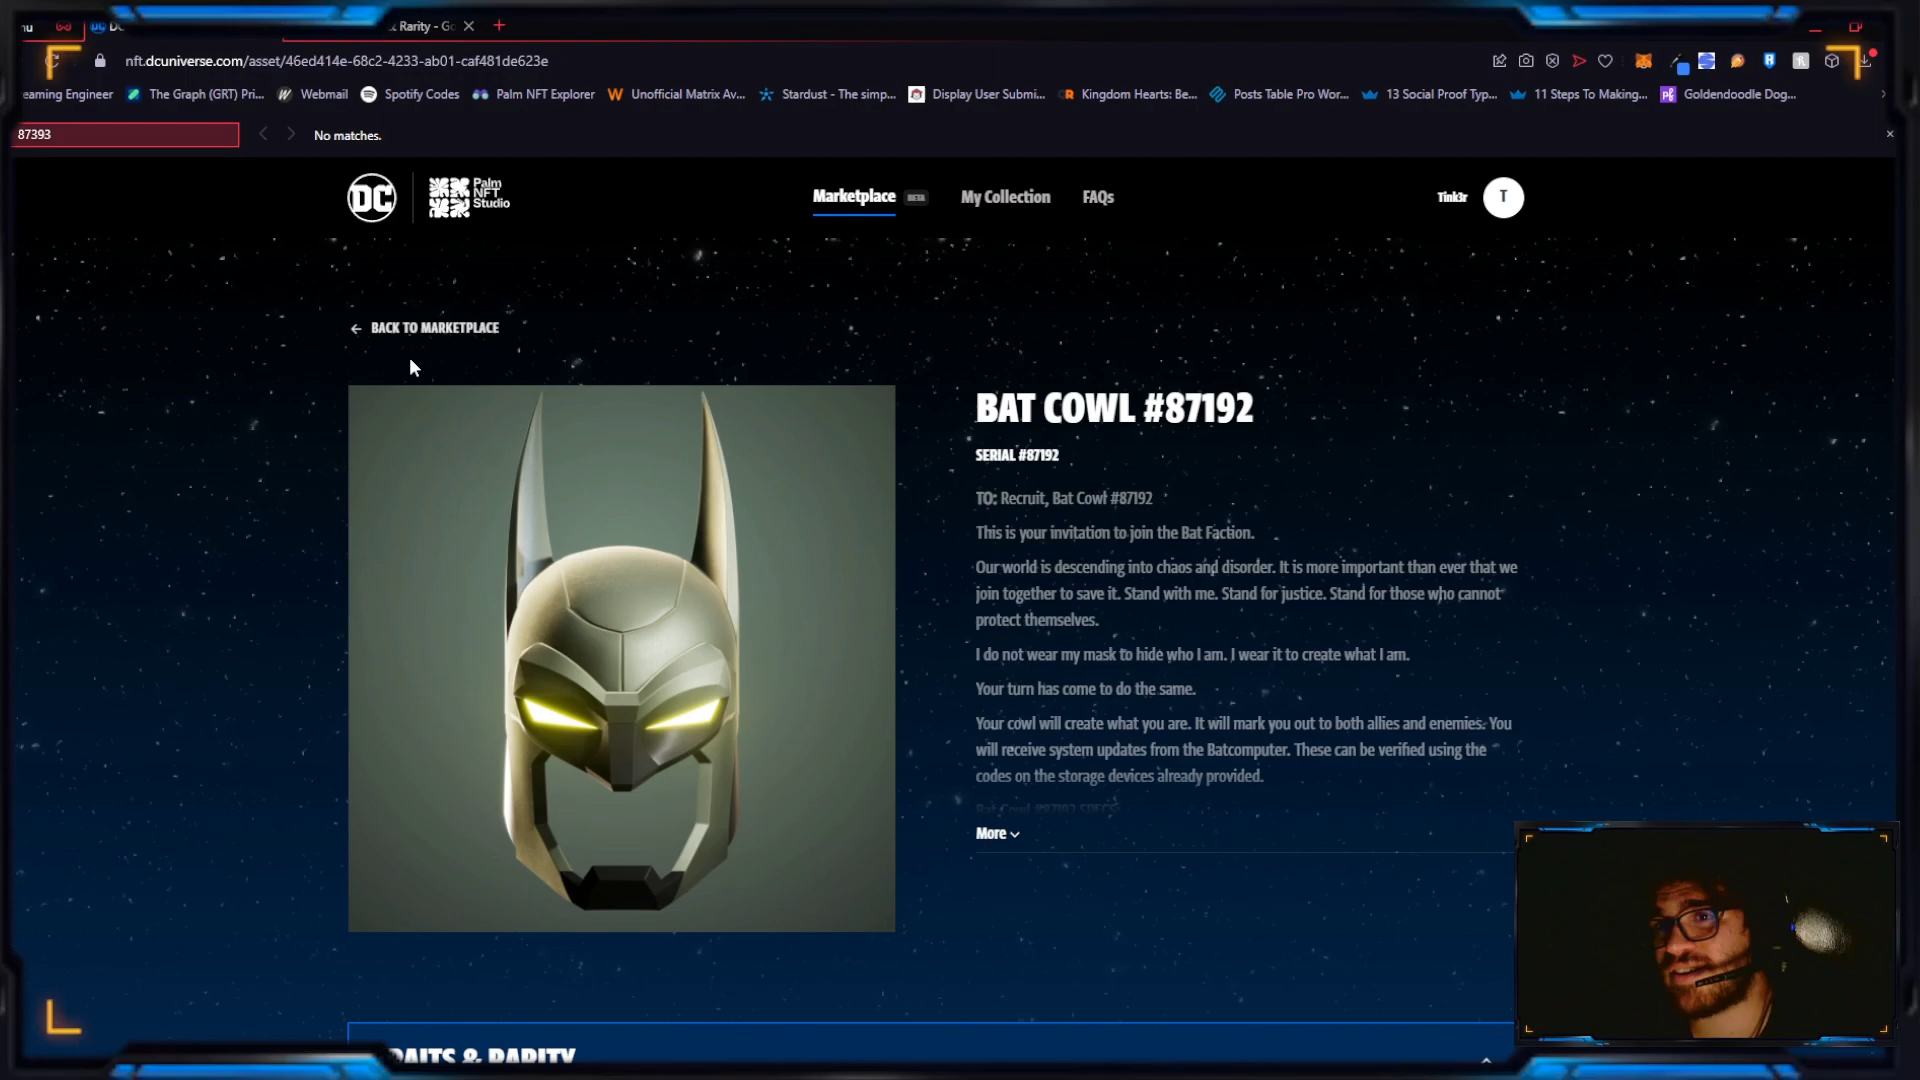 Rarity - Go
nft.dcuniverse.com/asset/46ed414e-68c2-4233-ab01-caf481de623e
eaming Engineer The Graph (GRT) Pri... Webmail Spotify Codes Palm NFT Explorer Unofficial Matrix Av... Stardust - The simp... Display User Submi... Kingdom Hearts: Be... Posts Table Pro Wor... 13 Social Proof Typ... 11 Steps To Making... Goldendoodle Dog...
87393 No matches.
DC Palm NFT Studio Marketplace BETA My Collection FAQs Tink3r T
BACK TO MARKETPLACE
BAT COWL #87192
SERIAL #87192
TO: Recruit, Bat Cowl #87192
This is your invitation to join the Bat Faction.
Our world is descending into chaos and disorder. It is more important than ever that we
join together to save it. Stand with me. Stand for justice. Stand for those who cannot
protect themselves.
I do not wear my mask to hide who I am. I wear it to create what I am.
Your turn has come to do the same.
Your cowl will create what you are. It will mark you out to both allies and enemies. You
will receive system updates from the Batcomputer. These can be verified using the
codes on the storage devices already provided.
Bat Cowl #87192 SPECS:
More
RAITS & RARITY